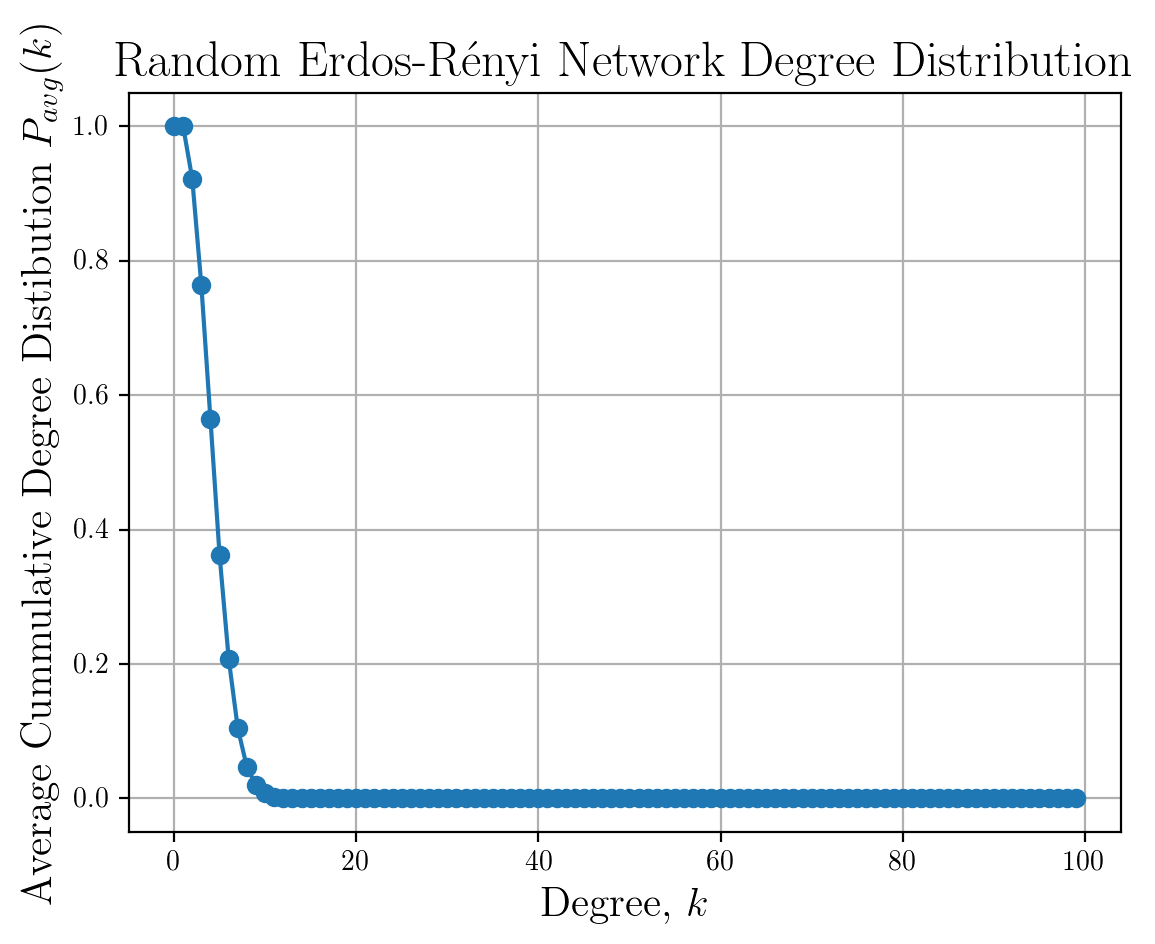 Random Erdos-Rényi Network Degree Distribution
Average Cummulative Degree Distibution P_{avg}(k)
1.0
0.8
0.6
0.4
0.2
0.0
0 20 40 60 80 100
Degree, k